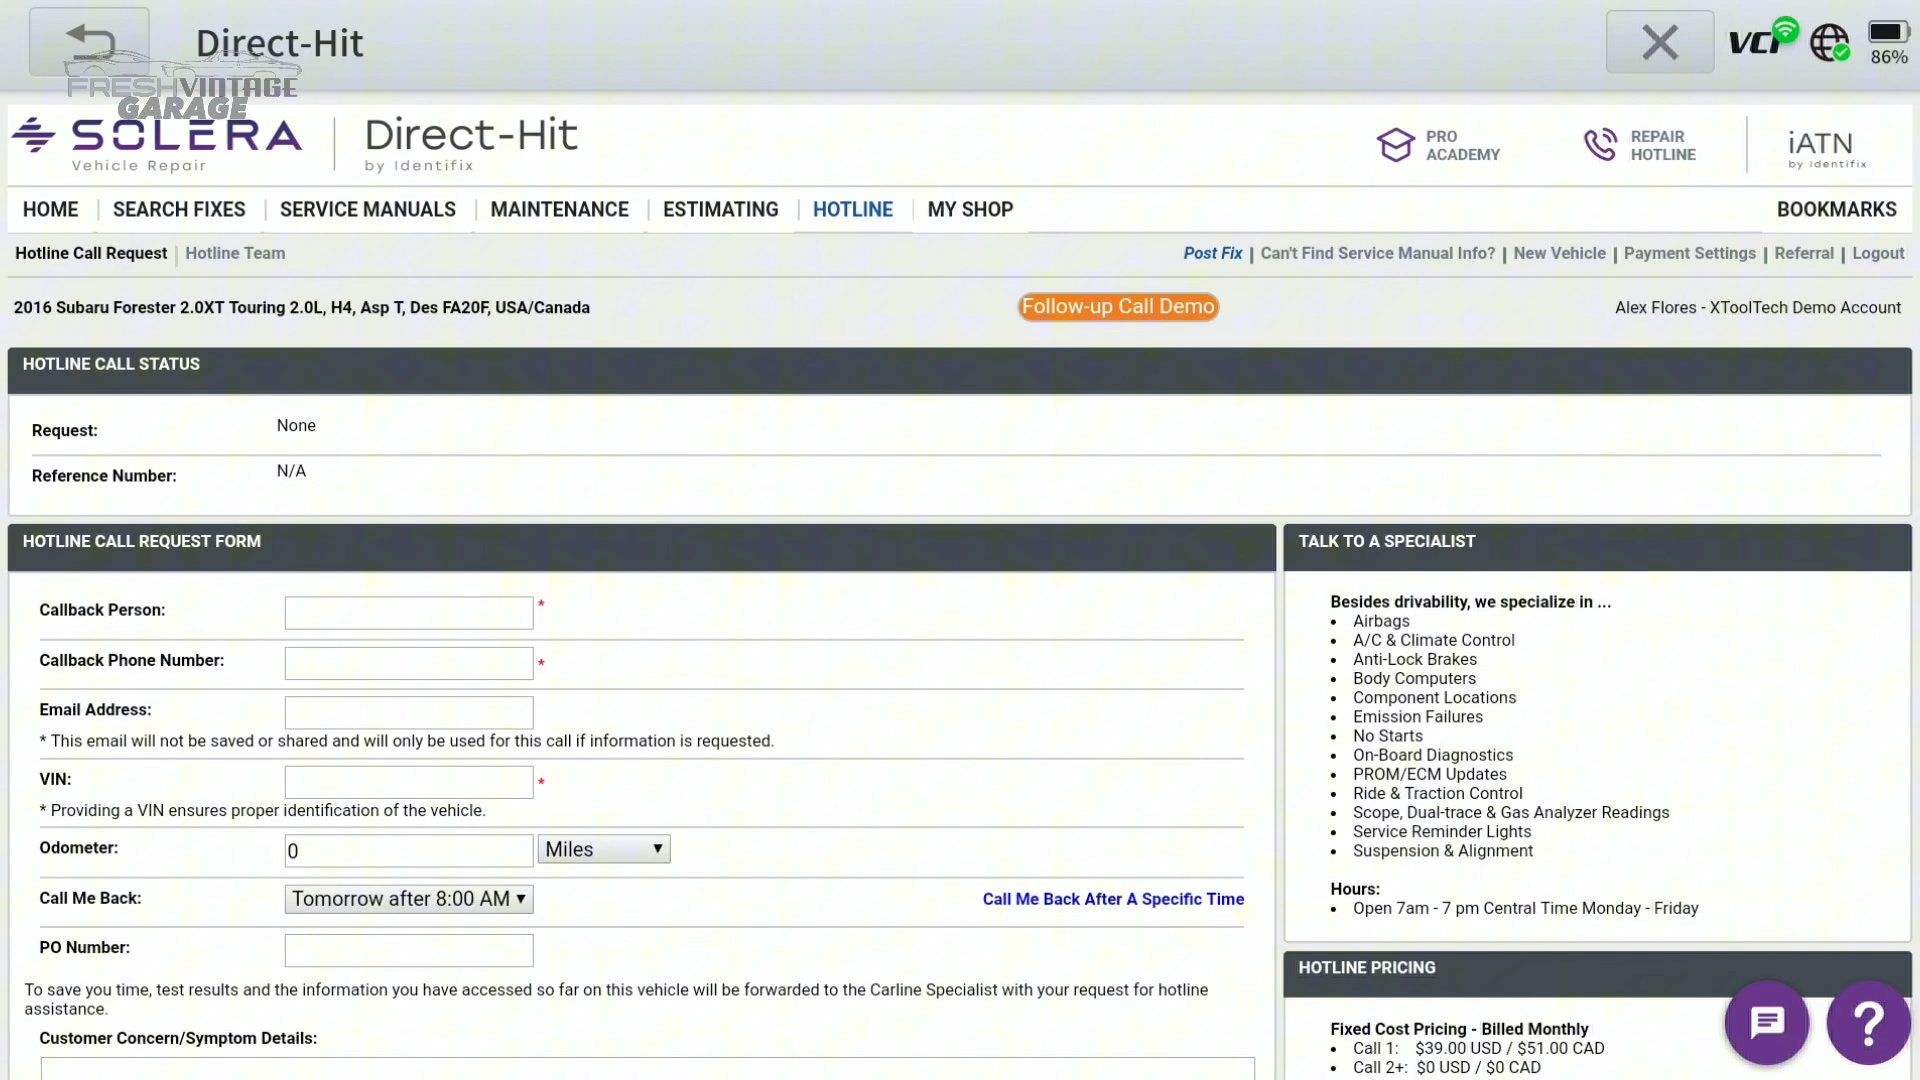 Direct-Hit
VCI
86%
FRESH VINTAGE
GARAGE
SOLERA
Vehicle Repair
Direct-Hit
by Identifix
PRO
ACADEMY
REPAIR
HOTLINE
iATN
by Identifix
HOME
SEARCH FIXES
SERVICE MANUALS
MAINTENANCE
ESTIMATING
HOTLINE
MY SHOP
BOOKMARKS
Hotline Call Request | Hotline Team
Post Fix | Can't Find Service Manual Info? | New Vehicle | Payment Settings | Referral | Logout
2016 Subaru Forester 2.0XT Touring 2.0L, H4, Asp T, Des FA20F, USA/Canada
Follow-up Call Demo
Alex Flores - XToolTech Demo Account
HOTLINE CALL STATUS
Request: None
Reference Number: N/A
HOTLINE CALL REQUEST FORM
Callback Person: *
Callback Phone Number: *
Email Address:
* This email will not be saved or shared and will only be used for this call if information is requested.
VIN: *
* Providing a VIN ensures proper identification of the vehicle.
Odometer: 0 Miles
Call Me Back: Tomorrow after 8:00 AM Call Me Back After A Specific Time
PO Number:
To save you time, test results and the information you have accessed so far on this vehicle will be forwarded to the Carline Specialist with your request for hotline
assistance.
Customer Concern/Symptom Details:
TALK TO A SPECIALIST
Besides drivability, we specialize in ...
• Airbags
• A/C & Climate Control
• Anti-Lock Brakes
• Body Computers
• Component Locations
• Emission Failures
• No Starts
• On-Board Diagnostics
• PROM/ECM Updates
• Ride & Traction Control
• Scope, Dual-trace & Gas Analyzer Readings
• Service Reminder Lights
• Suspension & Alignment
Hours:
• Open 7am - 7 pm Central Time Monday - Friday
HOTLINE PRICING
Fixed Cost Pricing - Billed Monthly
• Call 1: $39.00 USD / $51.00 CAD
• Call 2+: $0 USD / $0 CAD
?